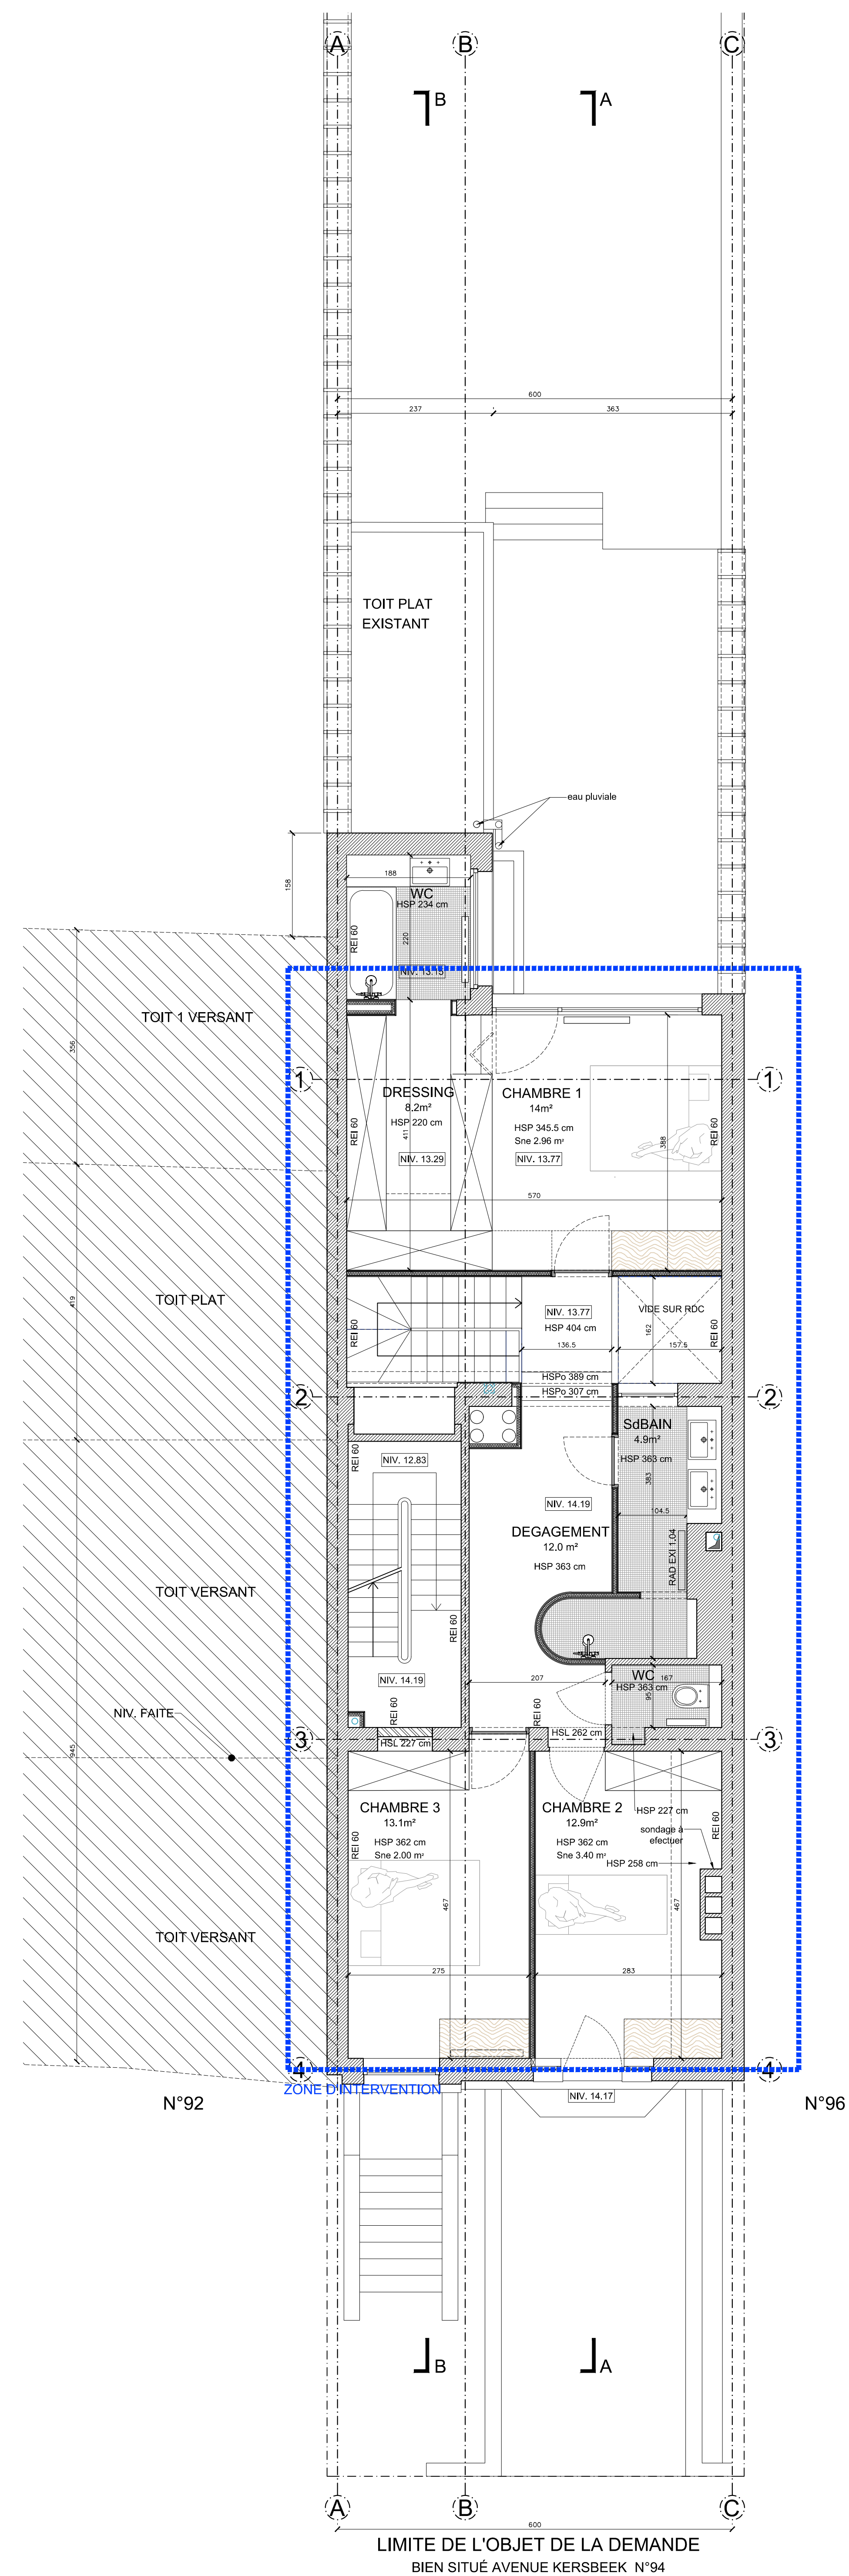 A
B
C
B
A
600
237
363
TOIT PLAT
EXISTANT
eau pluviale
158
188
WC
HSP 234 cm
REI 60
220
NIV. 13.15
TOIT 1 VERSANT
356
1
1
DRESSING
8.2m²
HSP 220 cm
REI 60
411
NIV. 13.29
CHAMBRE 1
14m²
HSP 345.5 cm
Sne 2.96 m²
NIV. 13.77
388
REI 60
570
TOIT PLAT
419
REI 60
NIV. 13.77
HSP 404 cm
136.5
VIDE SUR RDC
162
157.5
REI 60
HSPo 389 cm
HSPo 307 cm
2
2
SdBAIN
4.9m²
HSP 363 cm
383
REI 60
NIV. 12.83
NIV. 14.19
104.5
DEGAGEMENT
12.0 m²
HSP 363 cm
RAD EXI 1.04
TOIT VERSANT
REI 60
NIV. 14.19
207
WC
167
HSP 363 cm
95
NIV. FAITE
REI 60
REI 60
3
HSL 227 cm
HSL 262 cm
3
945
CHAMBRE 3
13.1m²
HSP 362 cm
Sne 2.00 m²
REI 60
467
CHAMBRE 2
12.9m²
HSP 362 cm
Sne 3.40 m²
HSP 227 cm
sondage à
efectuer
HSP 258 cm
REI 60
467
TOIT VERSANT
275
283
4
4
ZONE D'INTERVENTION
NIV. 14.17
N°92
N°96
B
A
A
B
C
600
LIMITE DE L'OBJET DE LA DEMANDE
BIEN SITUÉ AVENUE KERSBEEK N°94